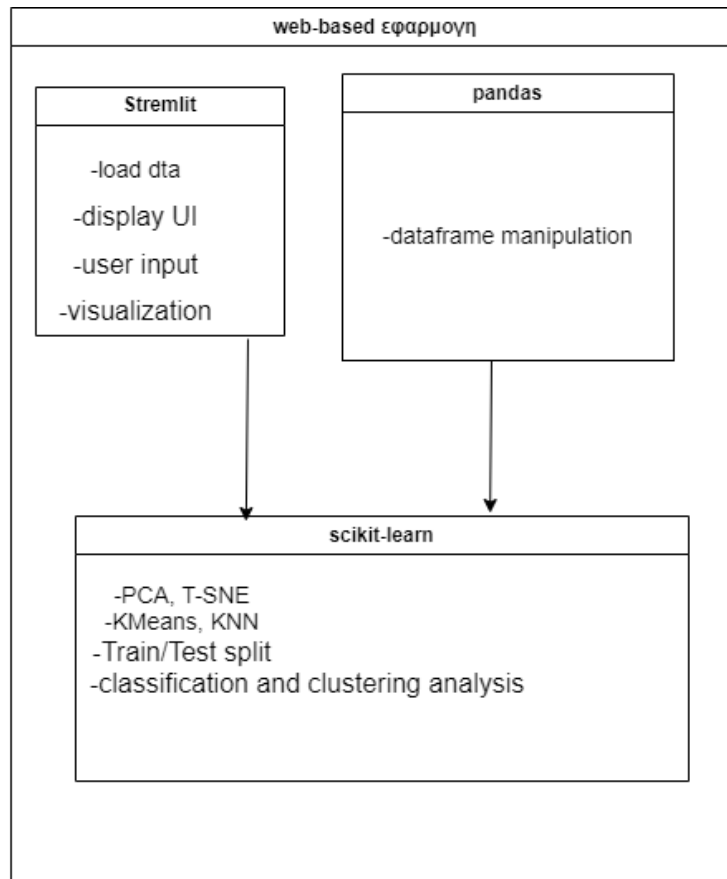 web-based εφαρμογη
Stremlit
-load dta
-display UI
-user input
-visualization
pandas
-dataframe manipulation
scikit-learn
-PCA, T-SNE
-KMeans, KNN
-Train/Test split
-classification and clustering analysis